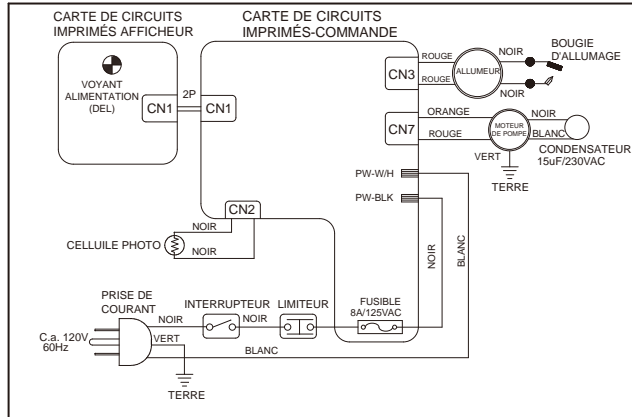 CARTE DE CIRCUITS
IMPRIMÉS AFFICHEUR
VOYANT
ALIMENTATION
(DEL)
CN1
2P
CARTE DE CIRCUITS
IMPRIMÉS-COMMANDE
CN1
CN3
ROUGE
ROUGE
ALLUMEUR
NOIR
NOIR
BOUGIE
D'ALLUMAGE
CN7
ORANGE
ROUGE
MOTEUR
DE POMPE
NOIR
BLANC
CONDENSATEUR
15uF/230VAC
VERT
TERRE
PW-W/H
PW-BLK
NOIR
BLANC
CN2
NOIR
NOIR
CELLUILE PHOTO
PRISE DE
COURANT
C.a. 120V
60Hz
NOIR
INTERRUPTEUR
NOIR
LIMITEUR
FUSIBLE
8A/125VAC
VERT
BLANC
TERRE